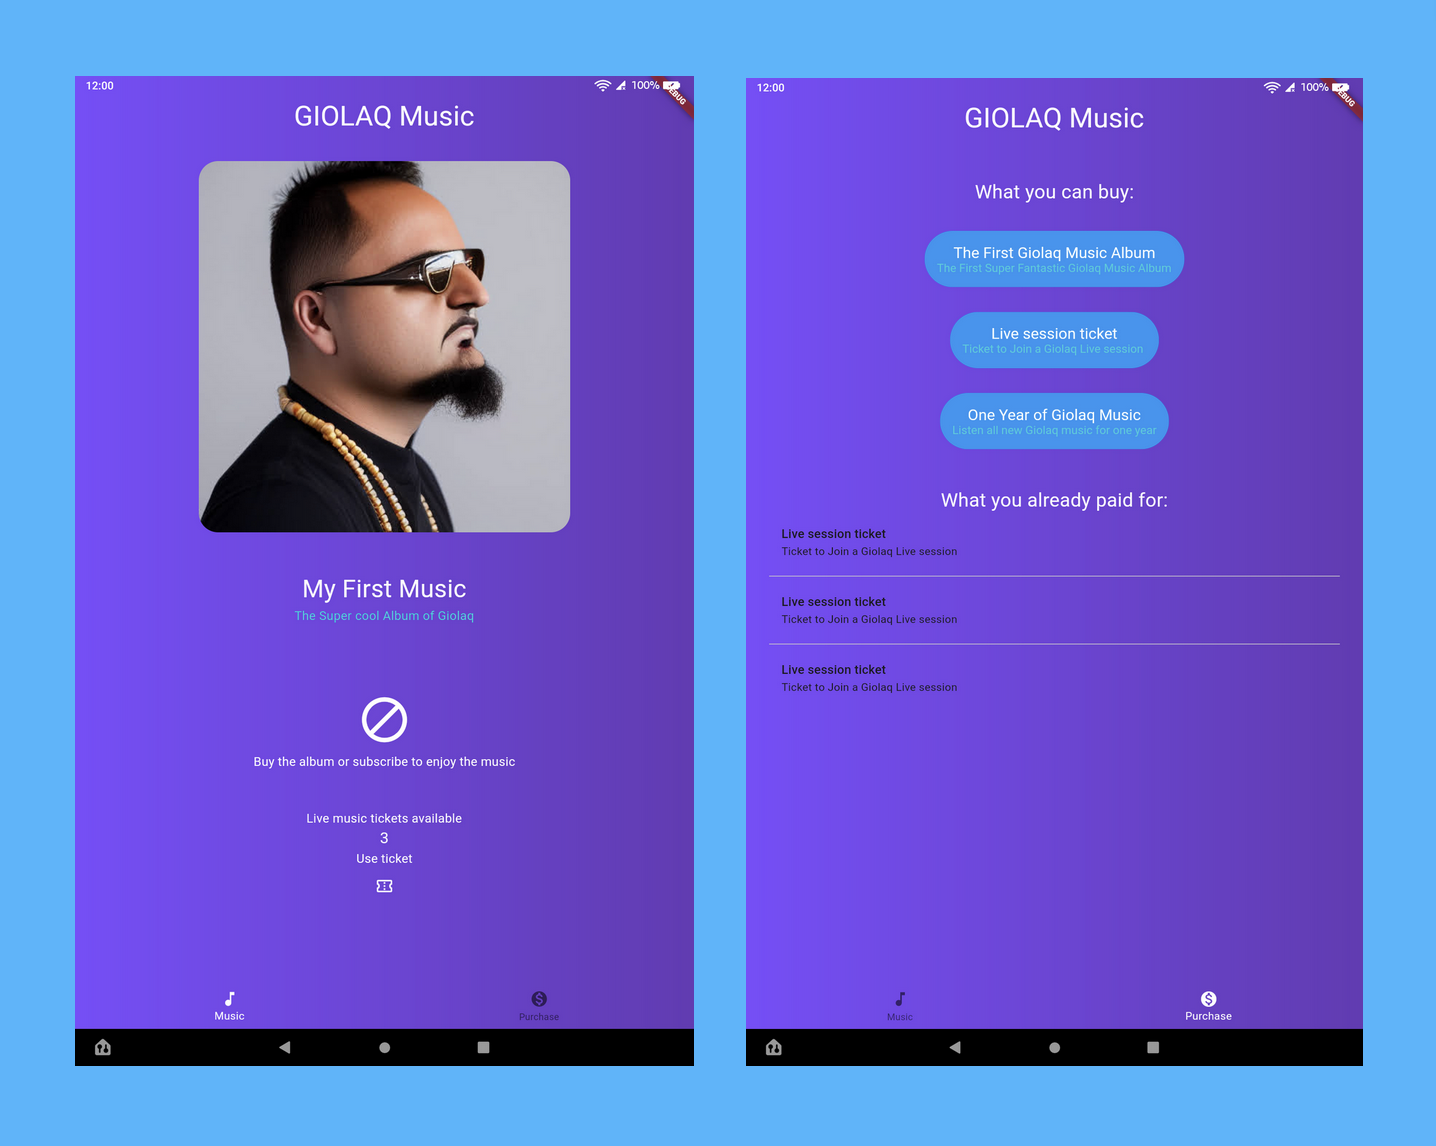 12:00
100%
GIOLAQ Music
My First Music
The Super cool Album of Giolaq
Buy the album or subscribe to enjoy the music
Live music tickets available
3
Use ticket
Music
Purchase
12:00
100%
GIOLAQ Music
What you can buy:
The First Giolaq Music Album
The First Super Fantastic Giolaq Music Album
Live session ticket
Ticket to Join a Giolaq Live session
One Year of Giolaq Music
Listen all new Giolaq music for one year
What you already paid for:
Live session ticket
Ticket to Join a Giolaq Live session
Live session ticket
Ticket to Join a Giolaq Live session
Live session ticket
Ticket to Join a Giolaq Live session
Music
Purchase